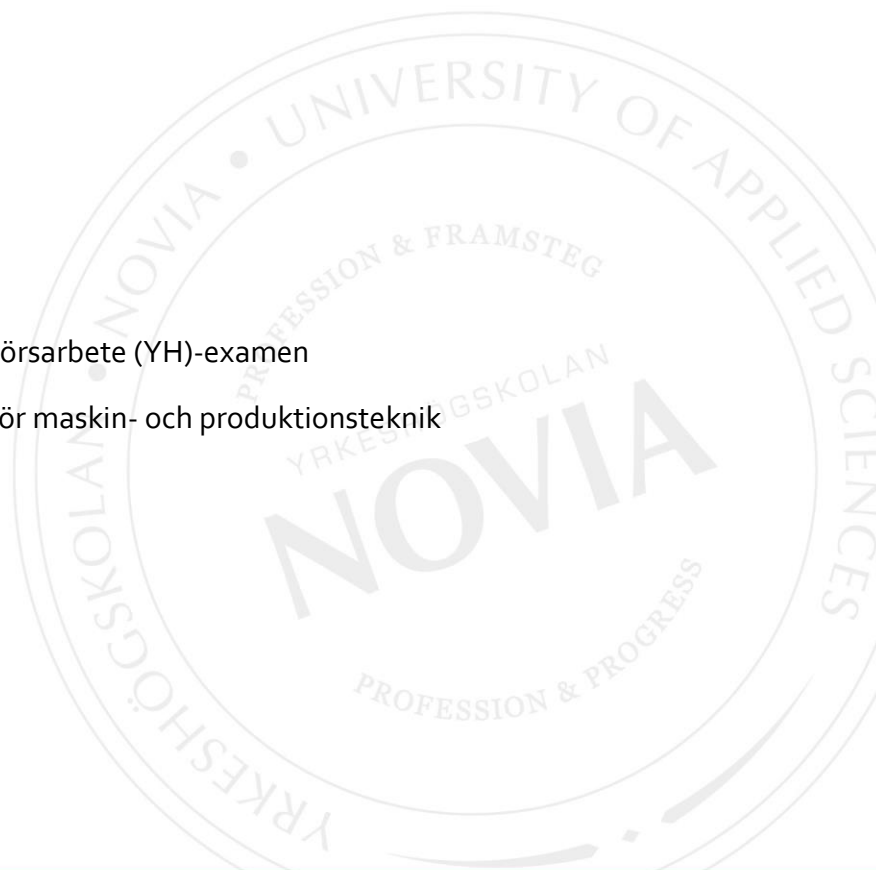 örsarbete (YH)-examen
ör maskin- och produktionsteknik
UNIVERSITY OF APPLIED SCIENCES
YRKESHÖGSKOLAN • NOVIA •
PROFESSION & FRAMSTEG
YRKESHÖGSKOLAN
NOVIA
PROFESSION & PROGRESS